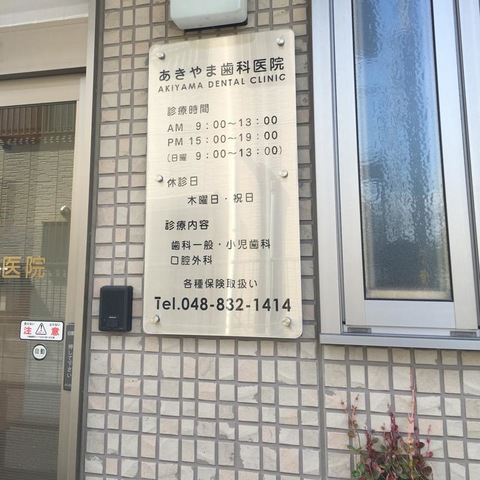 あきやま歯科医院
AKIYAMA DENTAL CLINIC
診療時間
AM 9：00〜13：00
PM 15：00〜19：00
(日曜 9：00〜13：00)
休診日
木曜日・祝日
診療内容
歯科一般・小児歯科
口腔外科
各種保険取扱い
Tel.048-832-1414
医院
注意
自動